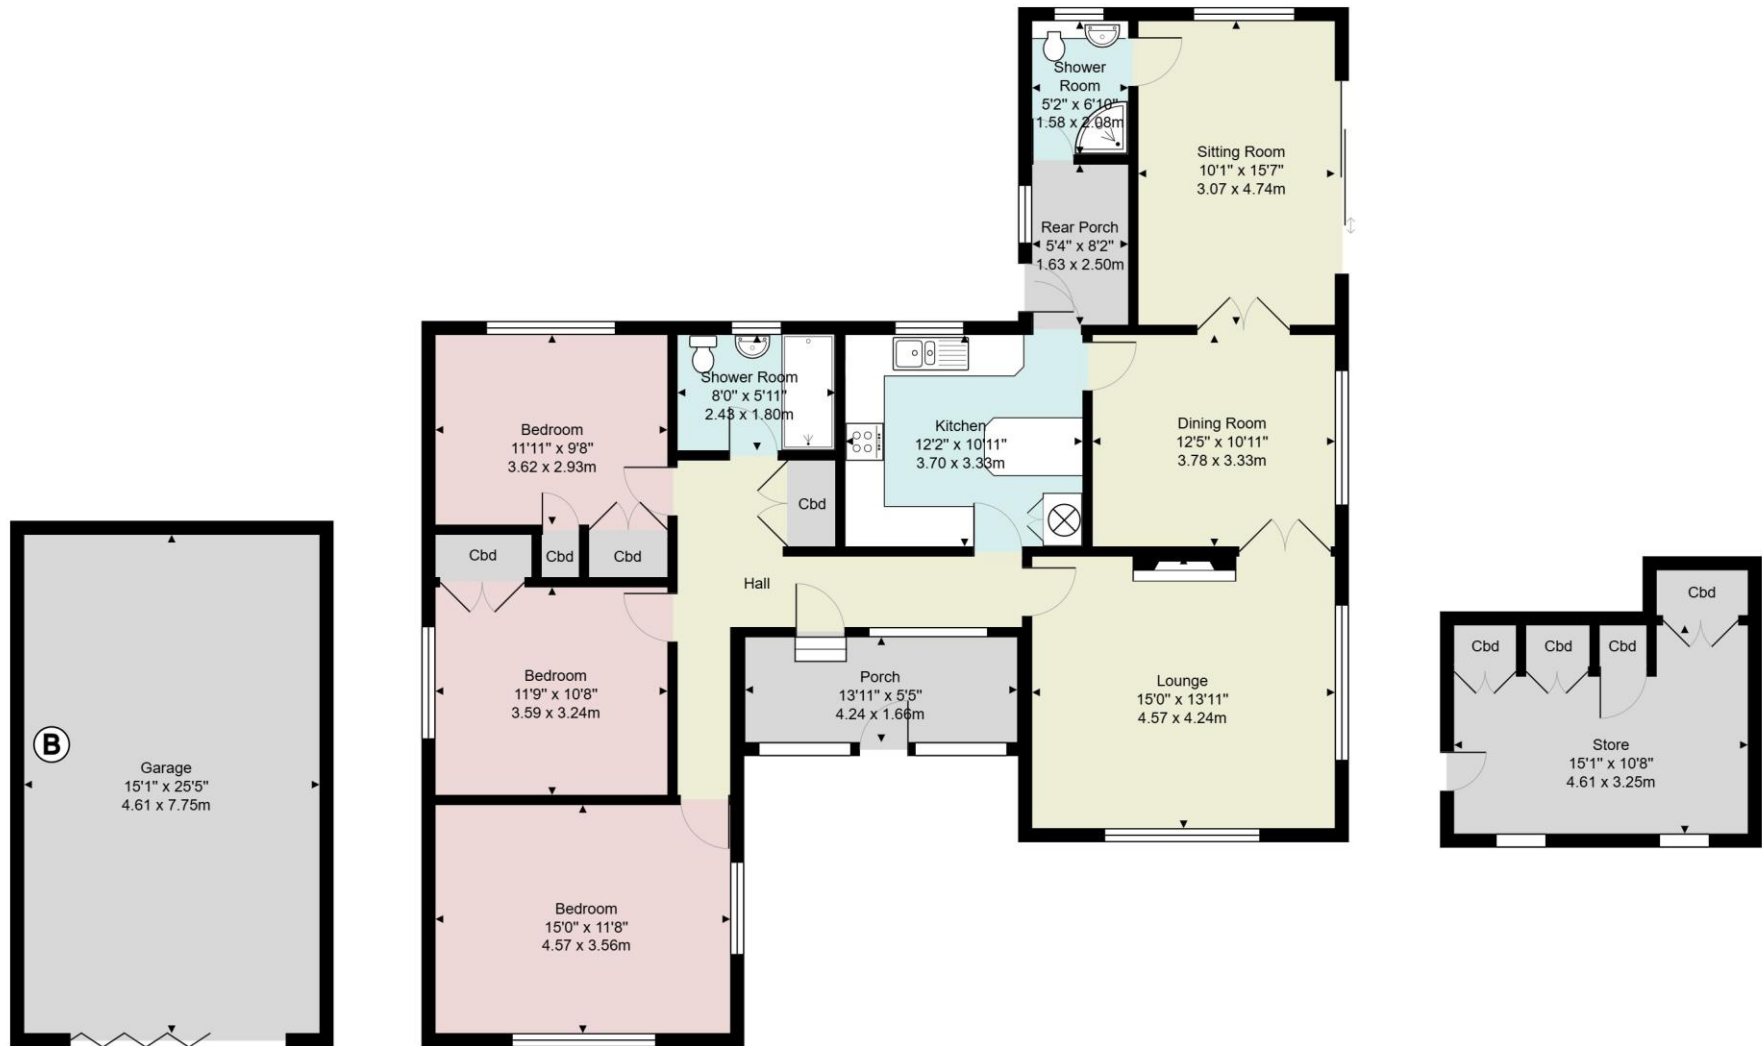 Shower
Room
5'2" x 6'10"
1.58 x 2.08m
Sitting Room
10'1" x 15'7"
3.07 x 4.74m
Rear Porch
5'4" x 8'2"
1.63 x 2.50m
Shower Room
8'0" x 5'11"
2.43 x 1.80m
Bedroom
11'11" x 9'8"
3.62 x 2.93m
Kitchen
12'2" x 10'11"
3.70 x 3.33m
Dining Room
12'5" x 10'11"
3.78 x 3.33m
Cbd
Cbd
Cbd
Cbd
Hall
Bedroom
11'9" x 10'8"
3.59 x 3.24m
Porch
13'11" x 5'5"
4.24 x 1.66m
Lounge
15'0" x 13'11"
4.57 x 4.24m
Bedroom
15'0" x 11'8"
4.57 x 3.56m
B
Garage
15'1" x 25'5"
4.61 x 7.75m
Cbd
Cbd
Cbd
Cbd
Store
15'1" x 10'8"
4.61 x 3.25m